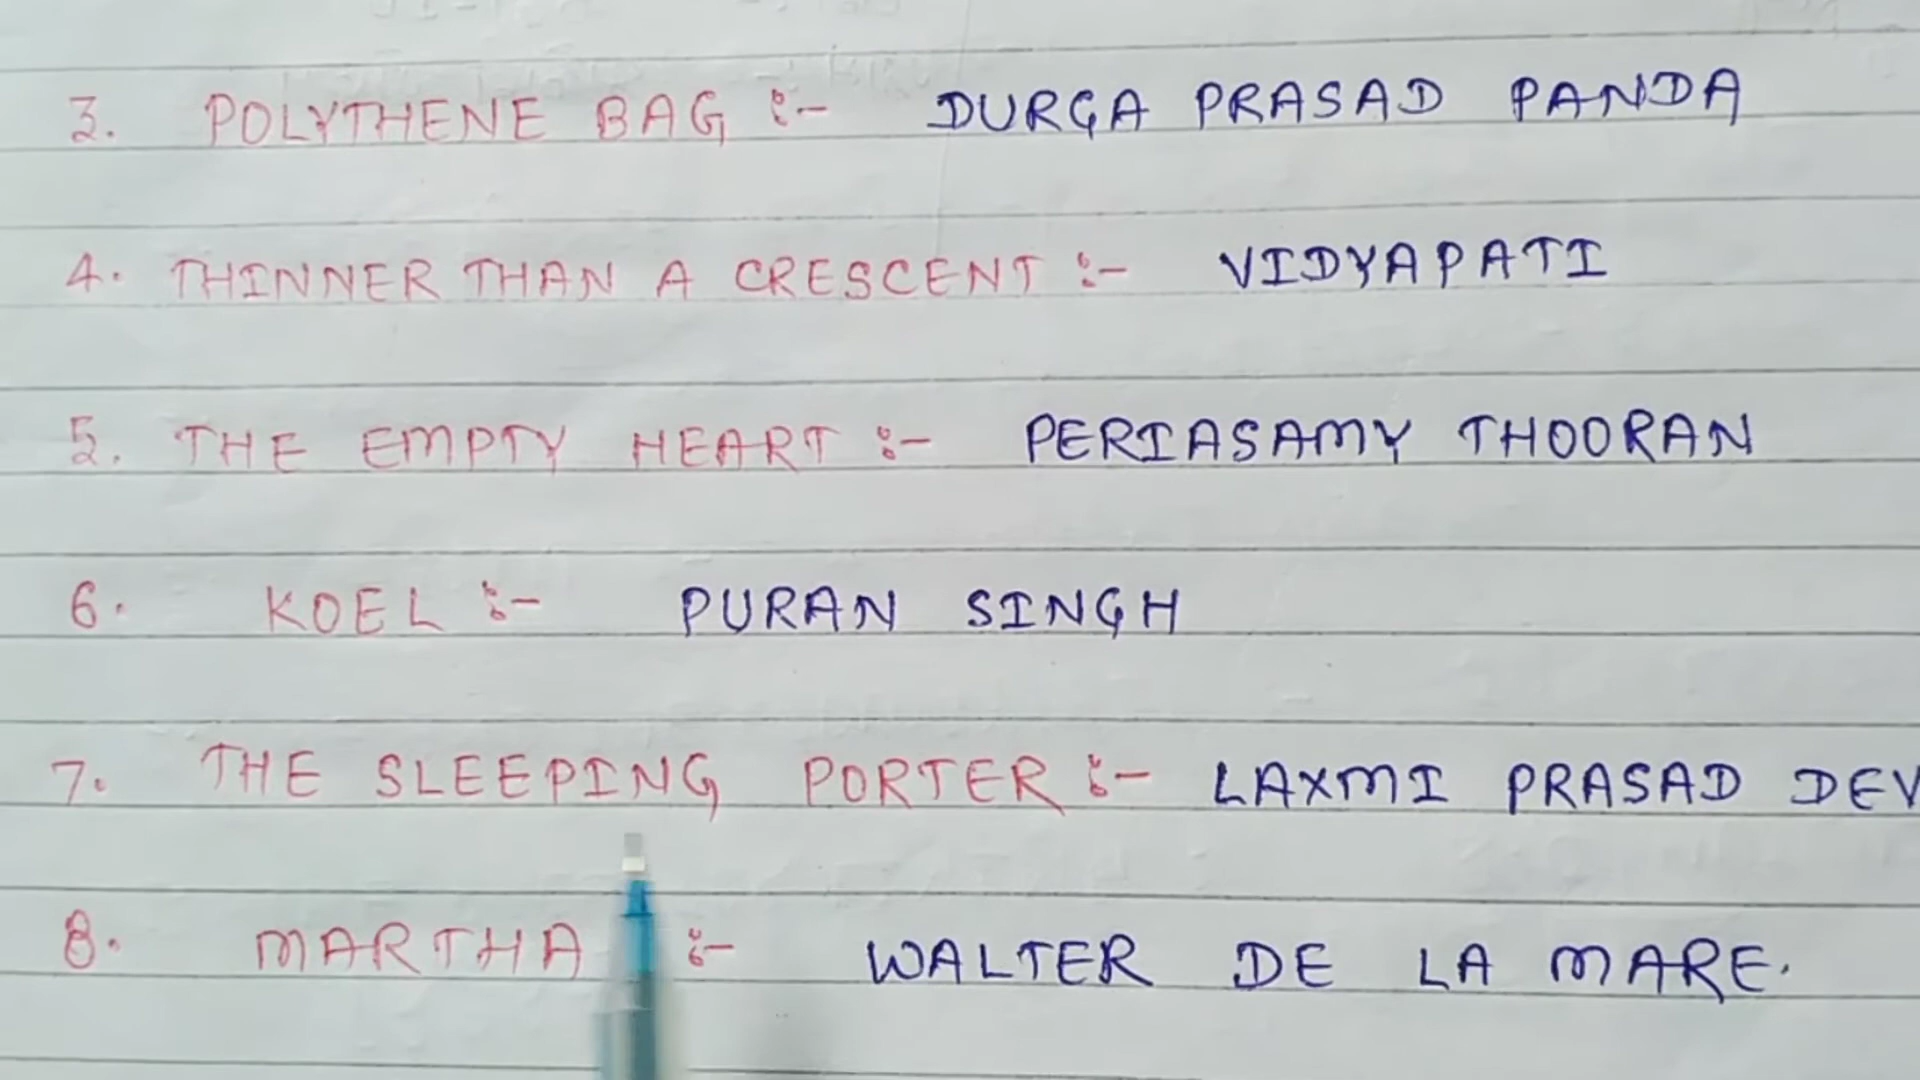 3. POLYTHENE BAG :- DURGA PRASAD PANDA
4. THINNER THAN A CRESCENT :- VIDYAPATI
5. THE EMPTY HEART :- PERIASAMY THOORAN
6. KOEL :- PURAN SINGH
7. THE SLEEPING PORTER :- LAXMI PRASAD DEV
8. MARTHA :- WALTER DE LA MARE.